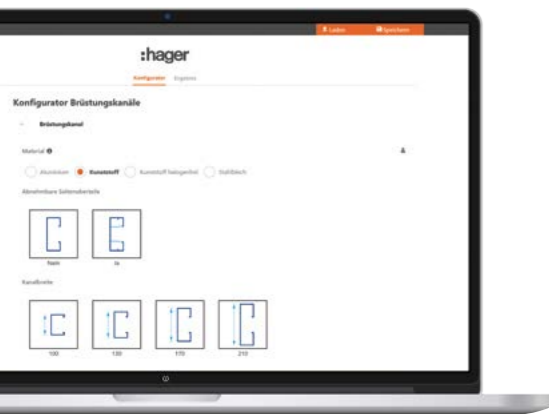 Laden Speichern
:hager
Konfigurator Ergebnis
Konfigurator Brüstungskanäle
Brüstungskanal
Material
Aluminium Kunststoff Kunststoff halogenfrei Stahlblech
Abnehmbare Seitenoberteile
Nein Ja
Kanalbreite
100 130 170 210